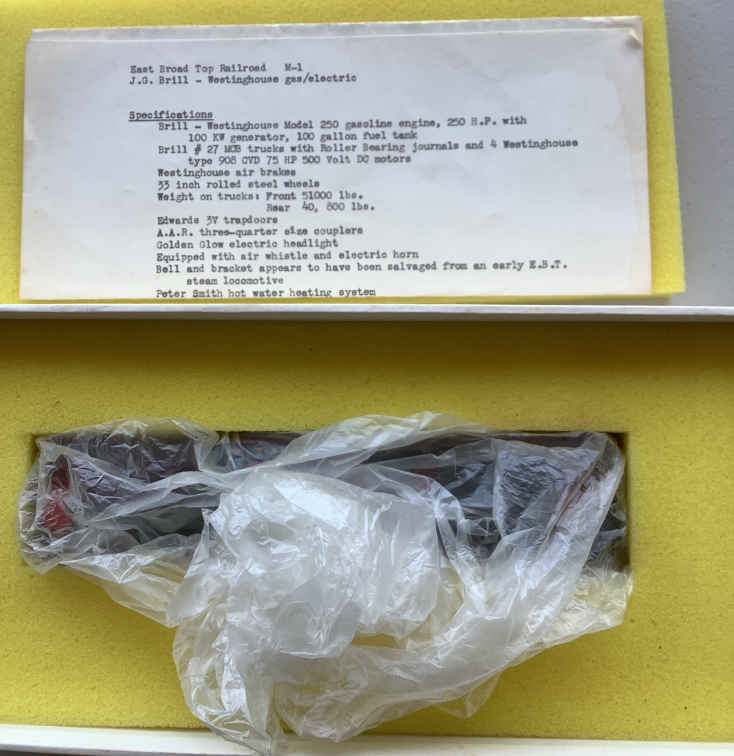 East Broad Top Railroad M-1
J.G. Brill - Westinghouse gas/electric
Specifications
Brill - Westinghouse Model 250 gasoline engine, 250 H.P. with
100 KW generator, 100 gallon fuel tank
Brill # 27 MCB trucks with Roller Bearing journals and 4 Westinghouse
type 908 CVD 75 HP 500 Volt DC motors
Westinghouse air brakes
33 inch rolled steel wheels
Weight on trucks: Front 51000 lbs.
Rear 40, 800 lbs.
Edwards 3V trapdoors
A.A.R. three-quarter size couplers
Golden Glow electric headlight
Equipped with air whistle and electric horn
Bell and bracket appears to have been salvaged from an early E.B.T.
steam locomotive
Peter Smith hot water heating system